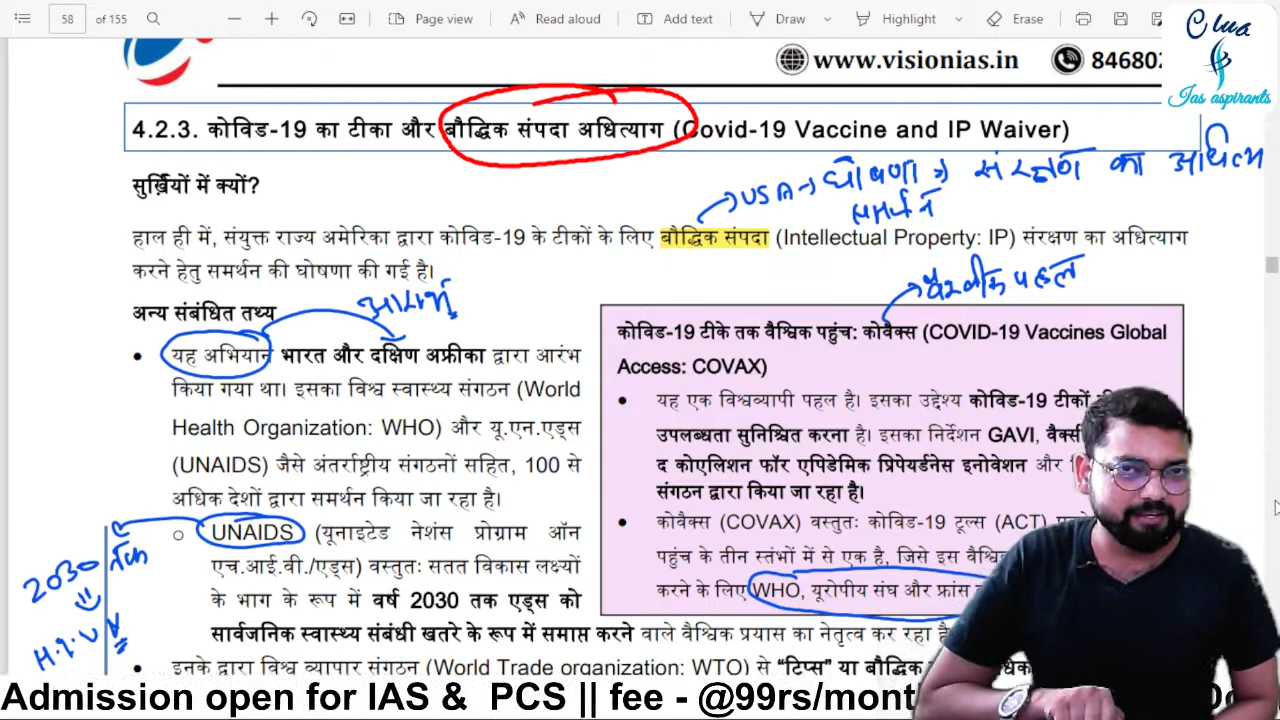 58 of 155
Page view
Read aloud
Add text
Draw
Highlight
Erase
Clue
Ias aspirants
www.visionias.in
846802
4.2.3. कोविड-19 का टीका और बौद्धिक संपदा अधित्याग (Covid-19 Vaccine and IP Waiver)
USA → घोषणा → संरक्षण का अधित्य
समर्थन
सुर्ख़ियों में क्यों?
हाल ही में, संयुक्त राज्य अमेरिका द्वारा कोविड-19 के टीकों के लिए बौद्धिक संपदा (Intellectual Property: IP) संरक्षण का अधित्याग
करने हेतु समर्थन की घोषणा की गई है।
वैश्वीक पहल
अन्य संबंधित तथ्य
यह अभियान भारत और दक्षिण अफ्रीका द्वारा आरंभ
किया गया था। इसका विश्व स्वास्थ्य संगठन (World
Health Organization: WHO) और यू.एन.एड्स
(UNAIDS) जैसे अंतर्राष्ट्रीय संगठनों सहित, 100 से
अधिक देशों द्वारा समर्थन किया जा रहा है।
UNAIDS (यूनाइटेड नेशंस प्रोग्राम ऑन
एच.आई.वी./एड्स) वस्तुतः सतत विकास लक्ष्यों
के भाग के रूप में वर्ष 2030 तक एड्स को
सार्वजनिक स्वास्थ्य संबंधी खतरे के रूप में समाप्त करने वाले वैश्विक प्रयास का नेतृत्व कर रहा है
इनके द्वारा विश्व व्यापार संगठन (World Trade organization: WTO) से "टिप्स" या बौद्धिक
2030 तक
H.I.V
कोविड-19 टीके तक वैश्विक पहुंच: कोवैक्स (COVID-19 Vaccines Global
Access: COVAX)
यह एक विश्वव्यापी पहल है। इसका उद्देश्य कोविड-19 टीकों
उपलब्धता सुनिश्चित करना है। इसका निर्देशन GAVI, वैक्सी
द कोएलिशन फॉर एपिडेमिक प्रिपेयर्डनेस इनोवेशन और
संगठन द्वारा किया जा रहा है।
कोवैक्स (COVAX) वस्तुतः कोविड-19 टूल्स (ACT)
पहुंच के तीन स्तंभों में से एक है, जिसे इस
करने के लिए WHO, यूरोपीय संघ और फ्रांस
Admission open for IAS & PCS || fee - @99rs/month